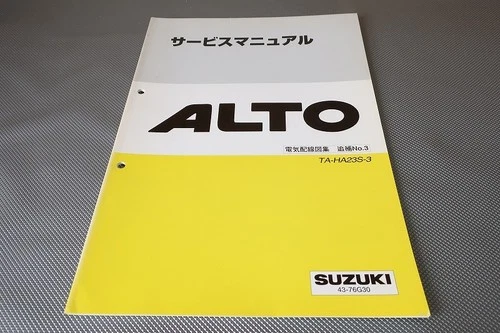 サービスマニュアル
ALTO
電気配線図集 追補No.3
TA-HA23S-3
SUZUKI
43-76G30